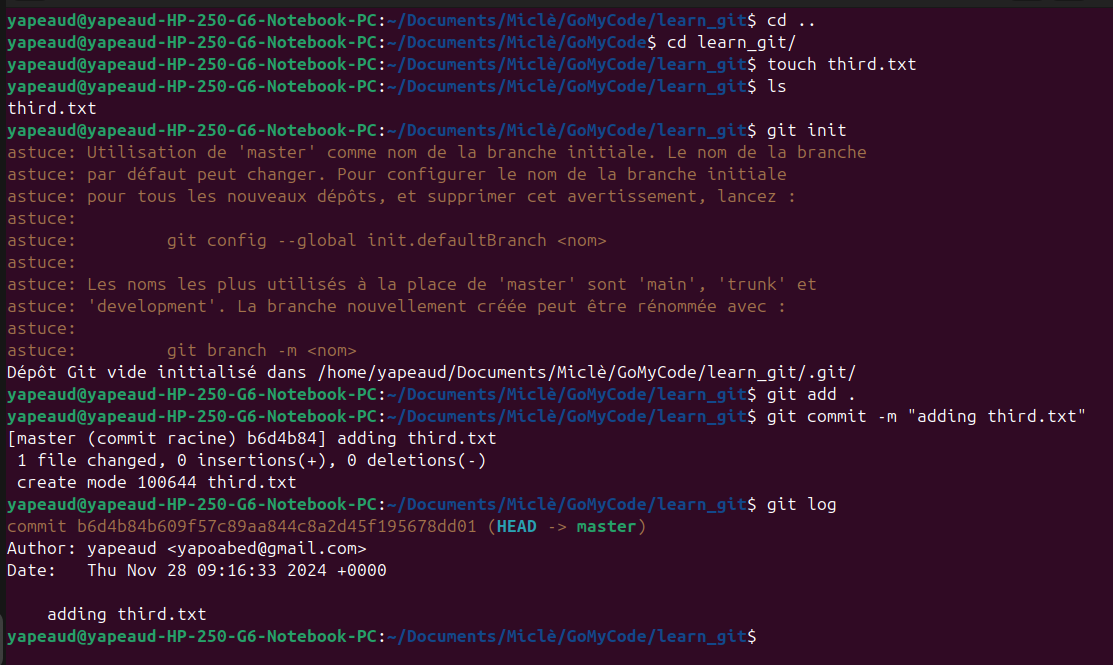 yapeaud@yapeaud-HP-250-G6-Notebook-PC:~/Documents/Miclè/GoMyCode/learn_git$ cd ..
yapeaud@yapeaud-HP-250-G6-Notebook-PC:~/Documents/Miclè/GoMyCode$ cd learn_git/
yapeaud@yapeaud-HP-250-G6-Notebook-PC:~/Documents/Miclè/GoMyCode/learn_git$ touch third.txt
yapeaud@yapeaud-HP-250-G6-Notebook-PC:~/Documents/Miclè/GoMyCode/learn_git$ ls
third.txt
yapeaud@yapeaud-HP-250-G6-Notebook-PC:~/Documents/Miclè/GoMyCode/learn_git$ git init
astuce: Utilisation de 'master' comme nom de la branche initiale. Le nom de la branche
astuce: par défaut peut changer. Pour configurer le nom de la branche initiale
astuce: pour tous les nouveaux dépôts, et supprimer cet avertissement, lancez :
astuce:
astuce:         git config --global init.defaultBranch <nom>
astuce:
astuce: Les noms les plus utilisés à la place de 'master' sont 'main', 'trunk' et
astuce: 'development'. La branche nouvellement créée peut être rénommée avec :
astuce:
astuce:         git branch -m <nom>
Dépôt Git vide initialisé dans /home/yapeaud/Documents/Miclè/GoMyCode/learn_git/.git/
yapeaud@yapeaud-HP-250-G6-Notebook-PC:~/Documents/Miclè/GoMyCode/learn_git$ git add .
yapeaud@yapeaud-HP-250-G6-Notebook-PC:~/Documents/Miclè/GoMyCode/learn_git$ git commit -m "adding third.txt"
[master (commit racine) b6d4b84] adding third.txt
 1 file changed, 0 insertions(+), 0 deletions(-)
 create mode 100644 third.txt
yapeaud@yapeaud-HP-250-G6-Notebook-PC:~/Documents/Miclè/GoMyCode/learn_git$ git log
commit b6d4b84b609f57c89aa844c8a2d45f195678dd01 (HEAD -> master)
Author: yapeaud <yapoabed@gmail.com>
Date:   Thu Nov 28 09:16:33 2024 +0000

    adding third.txt
yapeaud@yapeaud-HP-250-G6-Notebook-PC:~/Documents/Miclè/GoMyCode/learn_git$